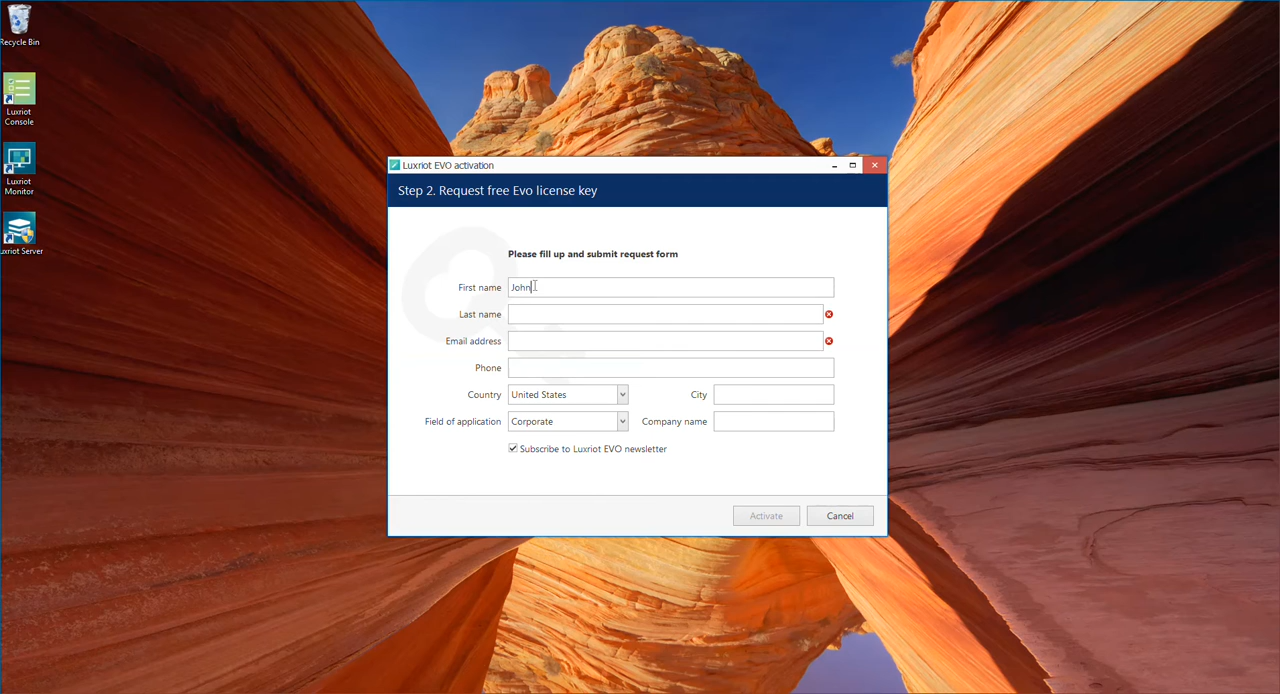 Recycle Bin
Luxriot
Console
Luxriot
Monitor
uxriot Server
Luxriot EVO activation
Step 2. Request free Evo license key
Please fill up and submit request form
First name John
Last name
Email address
Phone
Country United States City
Field of application Corporate Company name
Subscribe to Luxriot EVO newsletter
Activate Cancel